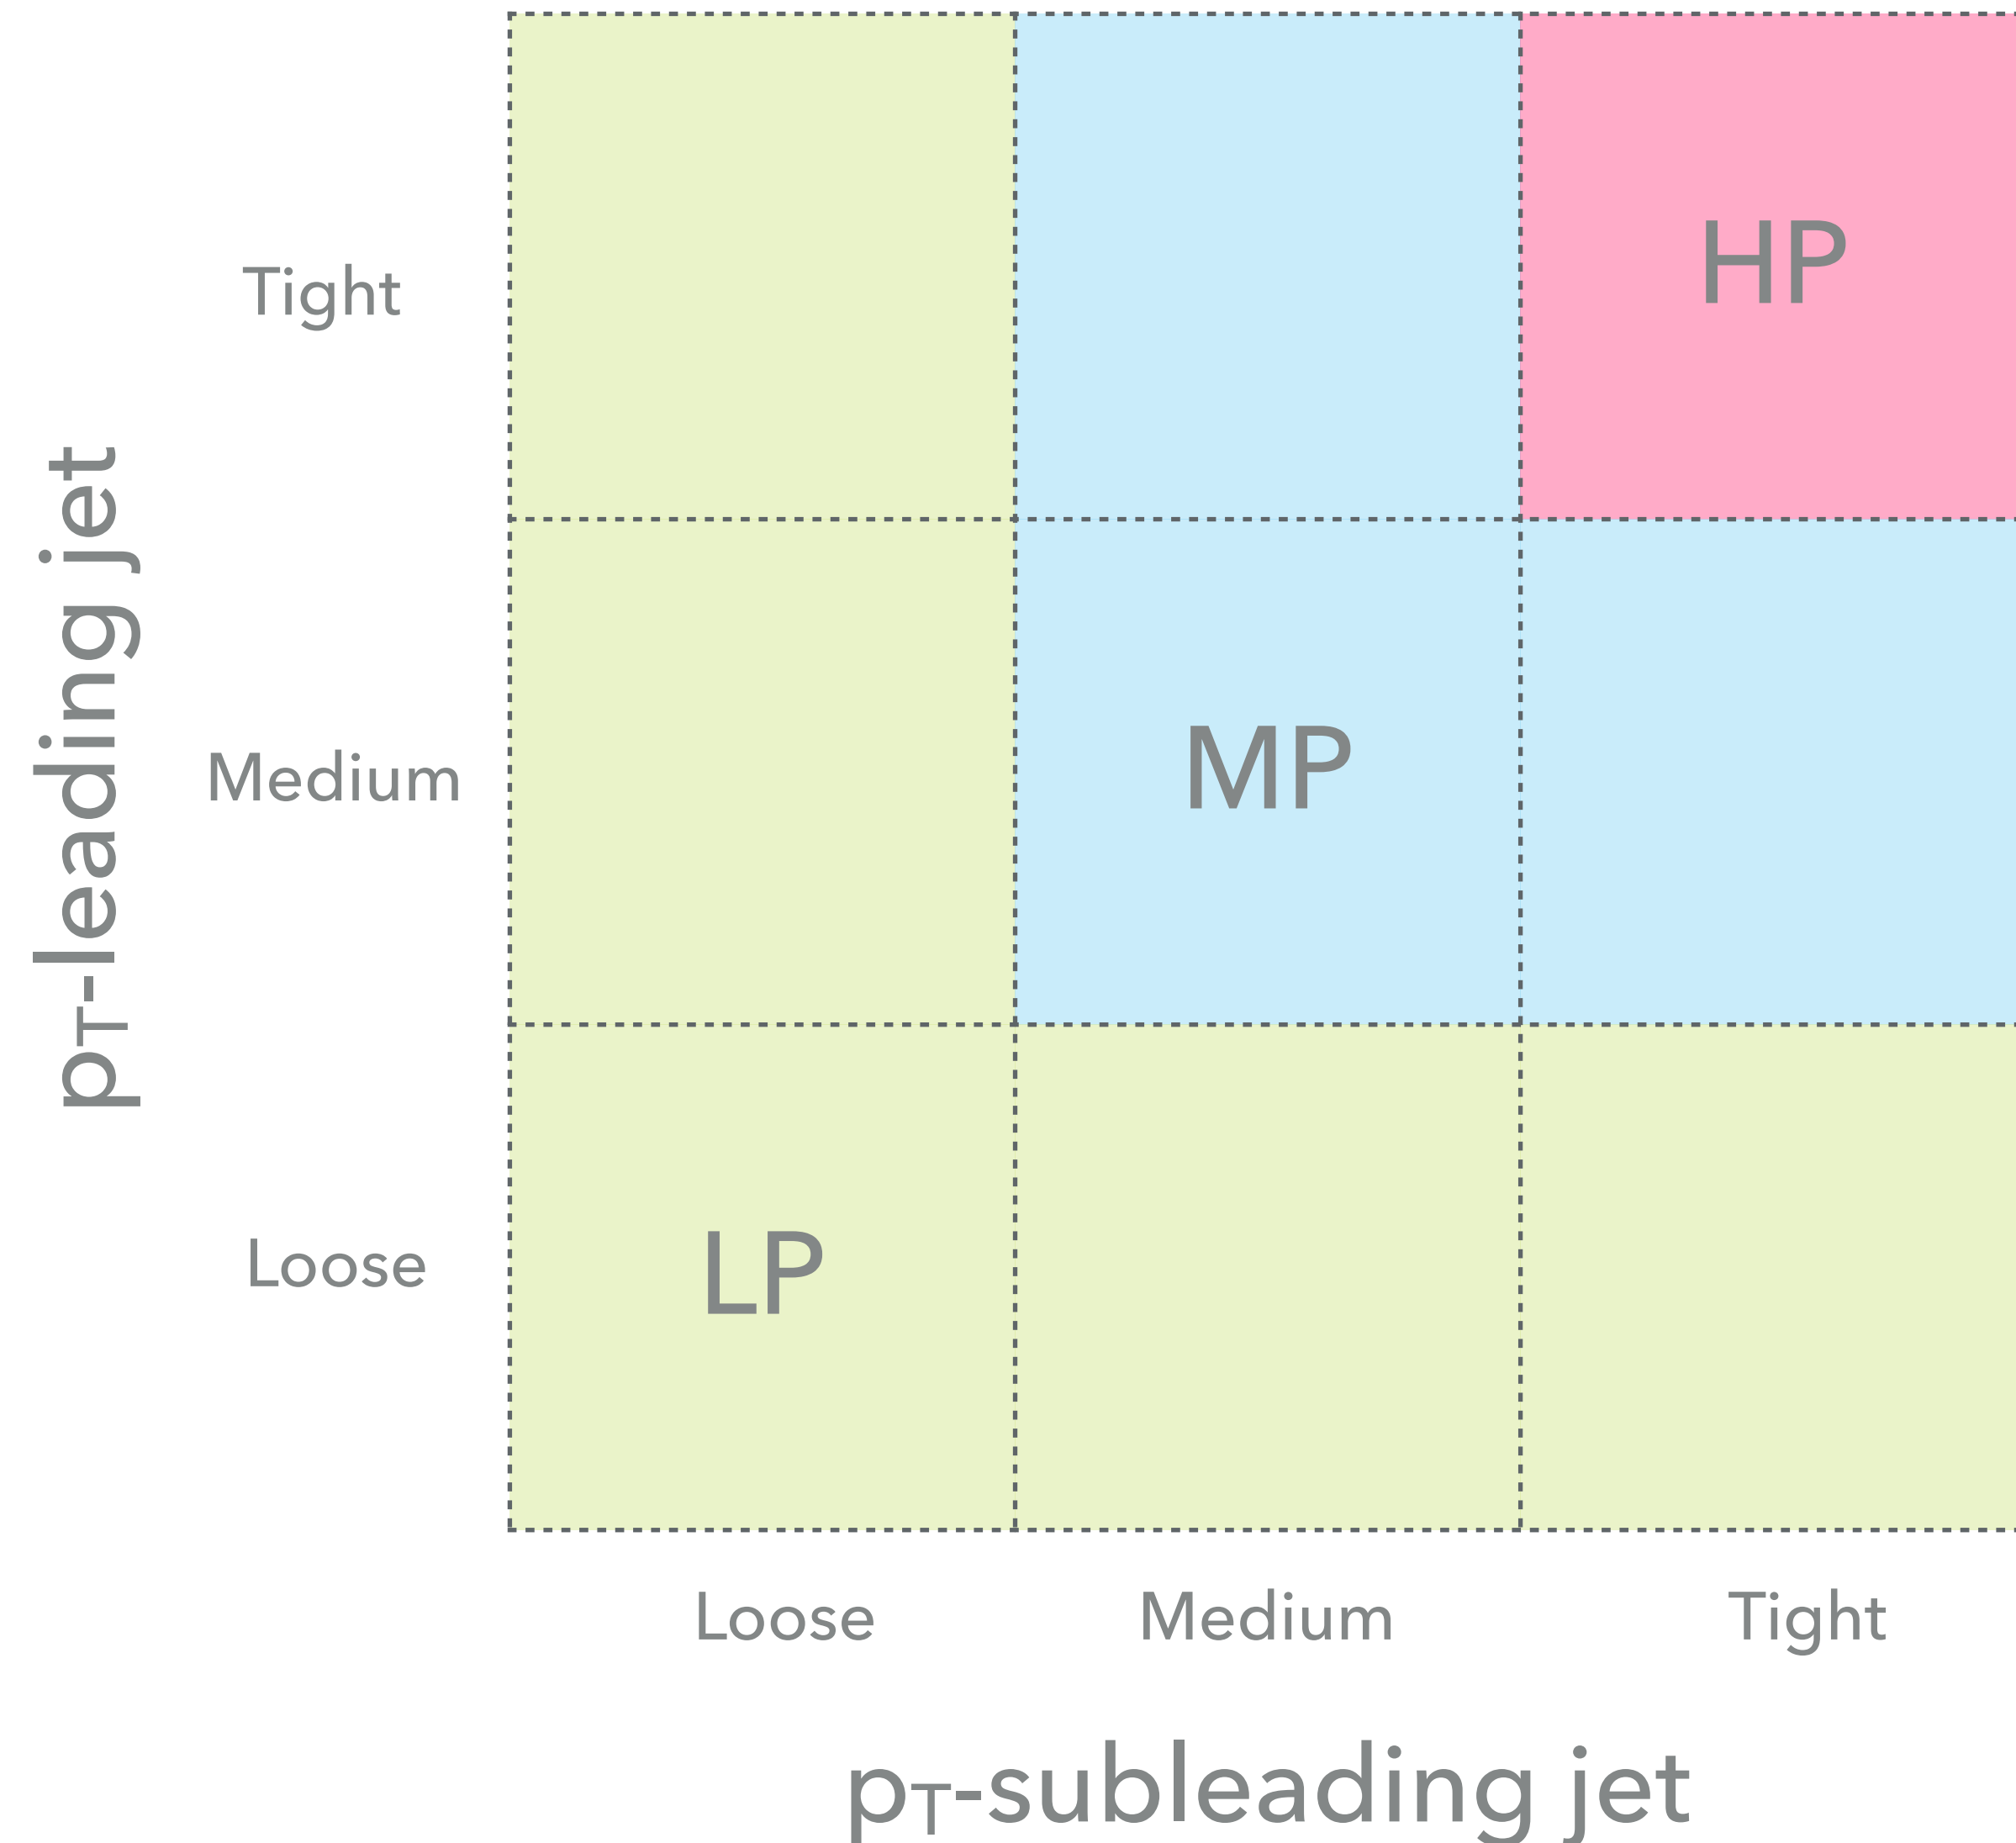 HP
Tight
pT-leading jet
MP
Medium
LP
Loose
Loose Medium Tight
pT-subleading jet